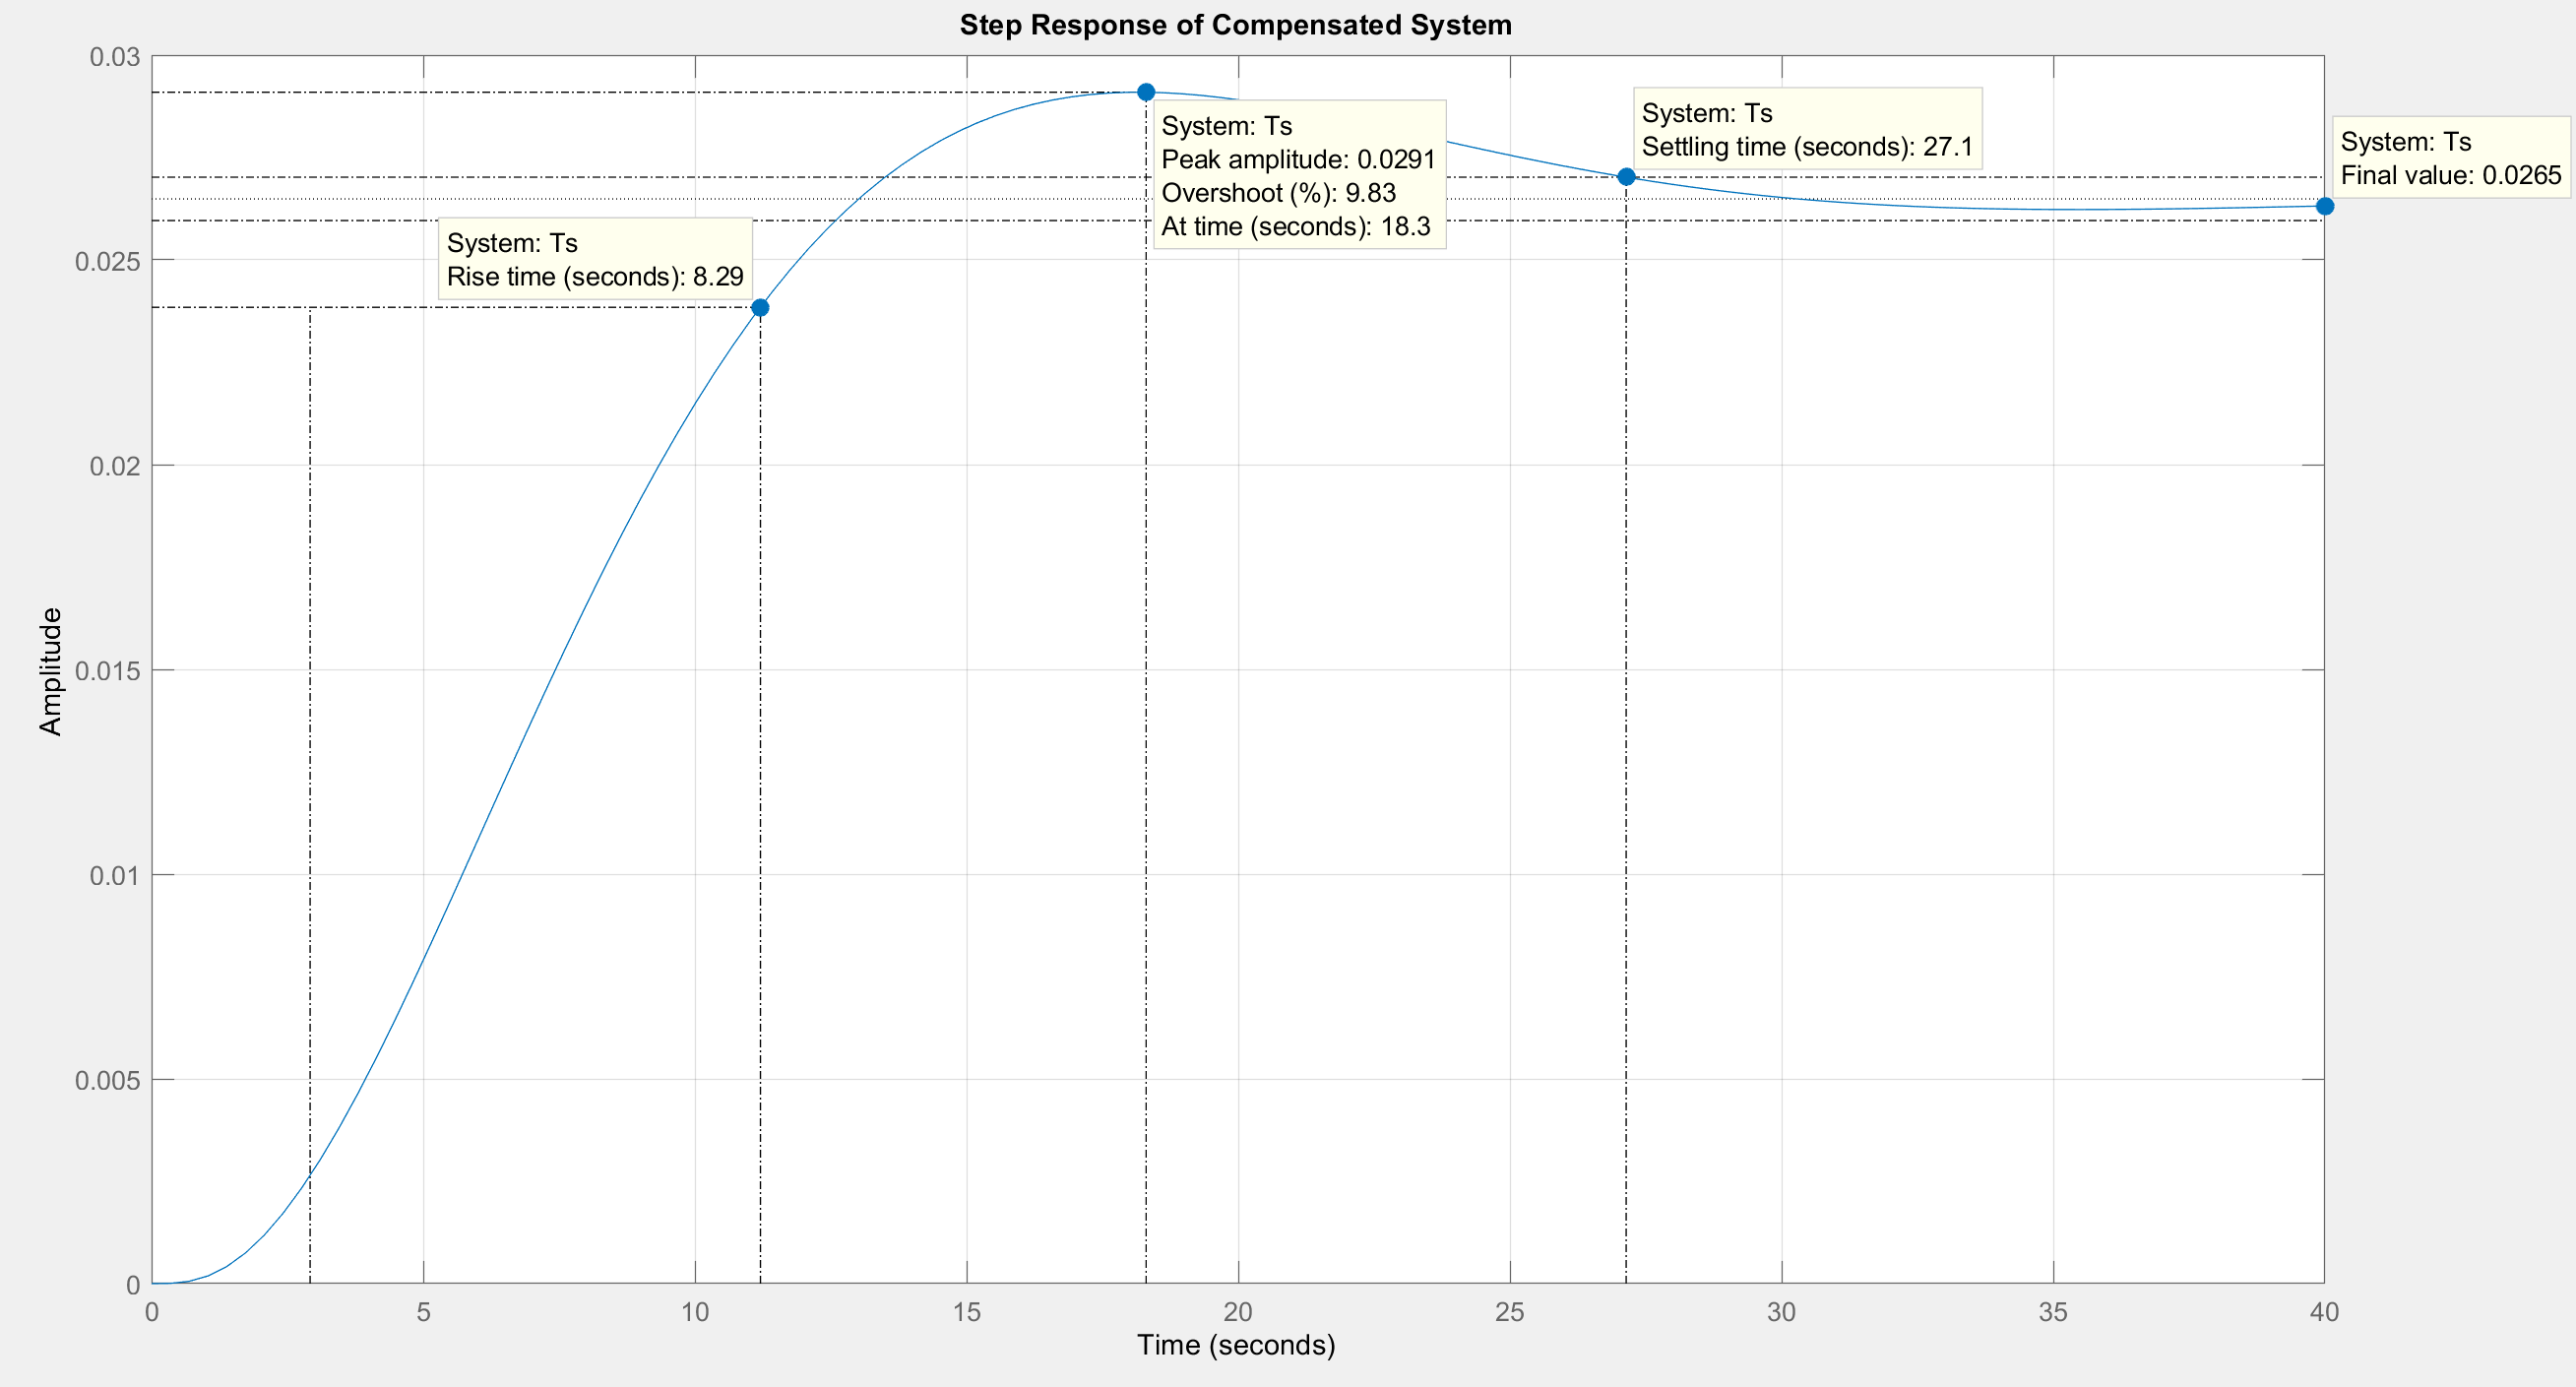 Step Response of Compensated System
0.03
0.025
0.02
0.015
0.01
0.005
0
Amplitude
System: Ts
Rise time (seconds): 8.29
System: Ts
Peak amplitude: 0.0291
Overshoot (%): 9.83
At time (seconds): 18.3
System: Ts
Settling time (seconds): 27.1
System: Ts
Final value: 0.0265
0 5 10 15 20 25 30 35 40
Time (seconds)